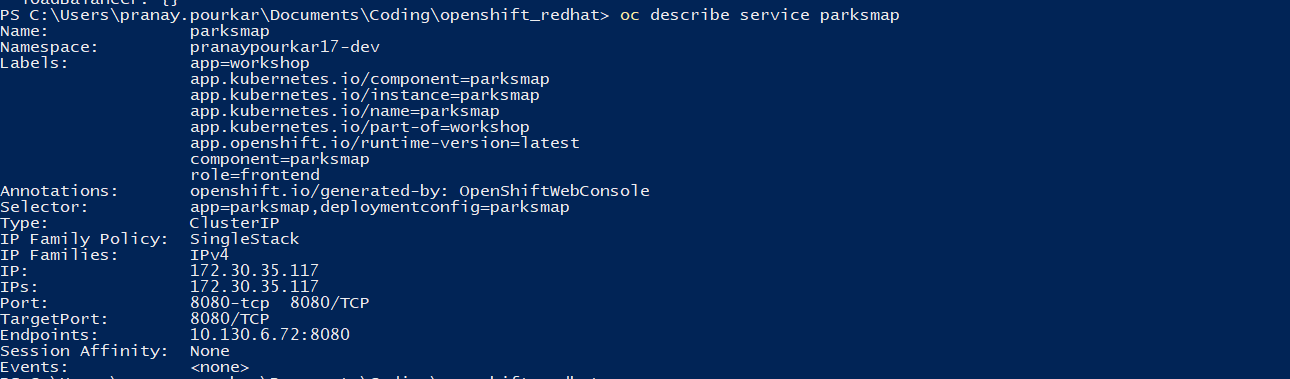 loadBalancer: {}
PS C:\Users\pranay.pourkar\Documents\Coding\openshift_redhat> oc describe service parksmap
Name:              parksmap
Namespace:         pranaypourkar17-dev
Labels:            app=workshop
                   app.kubernetes.io/component=parksmap
                   app.kubernetes.io/instance=parksmap
                   app.kubernetes.io/name=parksmap
                   app.kubernetes.io/part-of=workshop
                   app.openshift.io/runtime-version=latest
                   component=parksmap
                   role=frontend
Annotations:       openshift.io/generated-by: OpenShiftWebConsole
Selector:          app=parksmap,deploymentconfig=parksmap
Type:              ClusterIP
IP Family Policy:  SingleStack
IP Families:       IPv4
IP:                172.30.35.117
IPs:               172.30.35.117
Port:              8080-tcp  8080/TCP
TargetPort:        8080/TCP
Endpoints:         10.130.6.72:8080
Session Affinity:  None
Events:            <none>